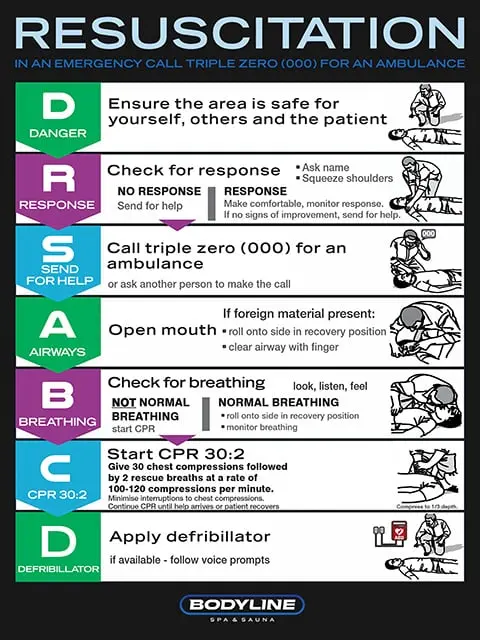 RESUSCITATION
IN AN EMERGENCY CALL TRIPLE ZERO (000) FOR AN AMBULANCE
D
DANGER
Ensure the area is safe for
yourself, others and the patient
R
RESPONSE
Check for response
• Ask name
• Squeeze shoulders
NO RESPONSE
Send for help
RESPONSE
Make comfortable, monitor response.
If no signs of improvement, send for help.
S
SEND
FOR HELP
Call triple zero (000) for an
ambulance
or ask another person to make the call
000
A
AIRWAYS
Open mouth
If foreign material present:
• roll onto side in recovery position
• clear airway with finger
B
BREATHING
Check for breathing
look, listen, feel
NOT NORMAL
BREATHING
start CPR
NORMAL BREATHING
• roll onto side in recovery position
• monitor breathing
C
CPR 30:2
Start CPR 30:2
Give 30 chest compressions followed
by 2 rescue breaths at a rate of
100-120 compressions per minute.
Minimise interruptions to chest compressions.
Continue CPR until help arrives or patient recovers
Compress to 1/3 depth.
D
DEFRIBILLATOR
Apply defribillator
if available - follow voice prompts
AED
BODYLINE
SPA & SAUNA